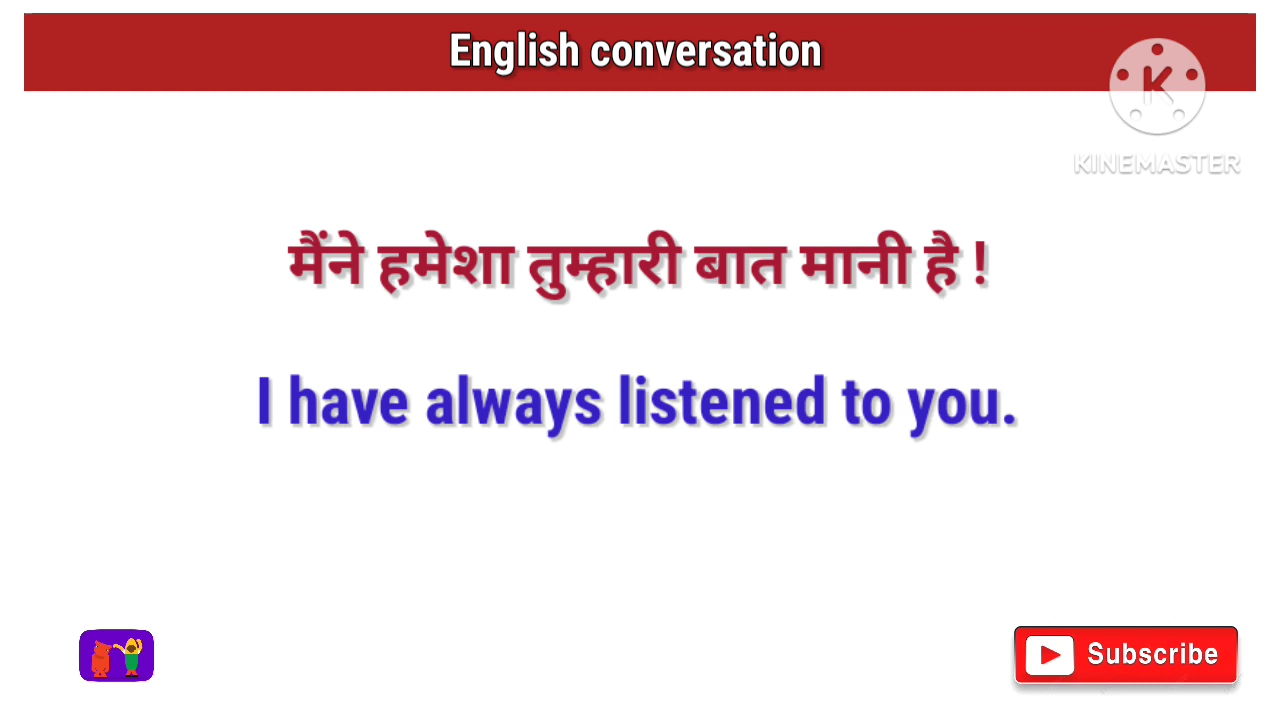 English conversation
K
KINEMASTER
मैंने हमेशा तुम्हारी बात मानी है !
I have always listened to you.
Subscribe